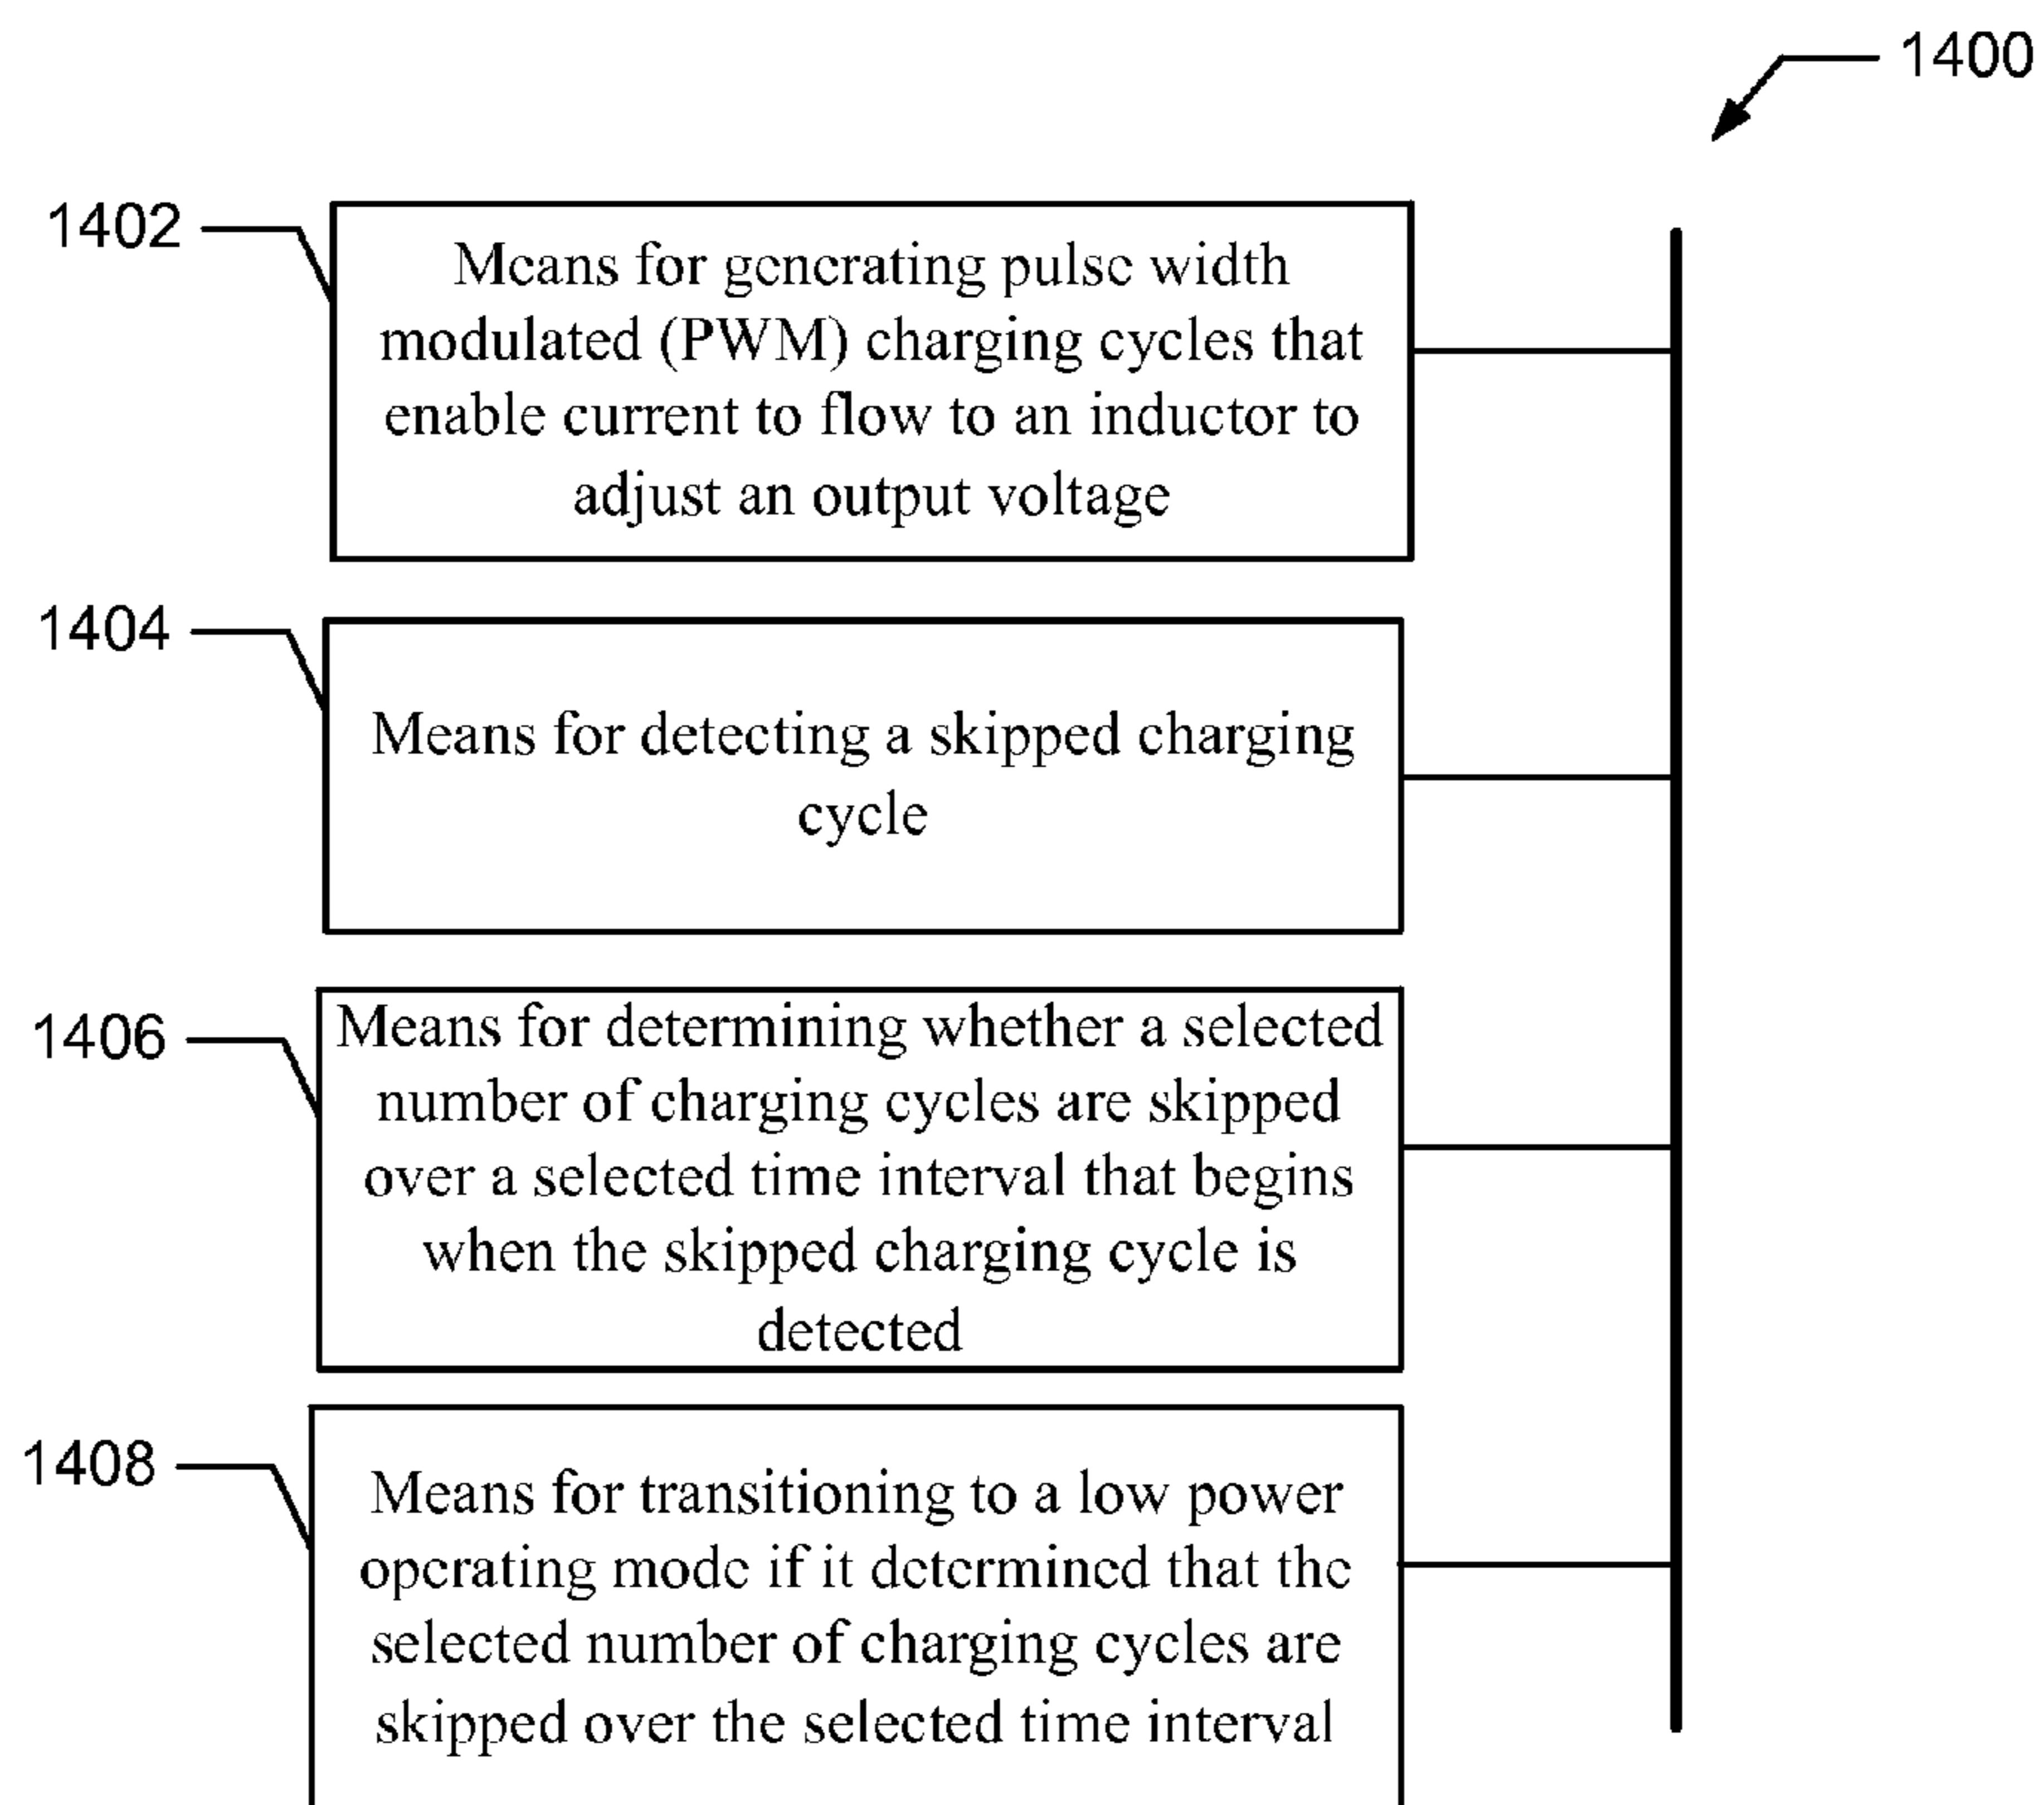 1400
1402
Means for generating pulse width
modulated (PWM) charging cycles that
enable current to flow to an inductor to
adjust an output voltage
1404
Means for detecting a skipped charging
cycle
1406
Means for determining whether a selected
number of charging cycles are skipped
over a selected time interval that begins
when the skipped charging cycle is
detected
1408
Means for transitioning to a low power
operating mode if it determined that the
selected number of charging cycles are
skipped over the selected time interval